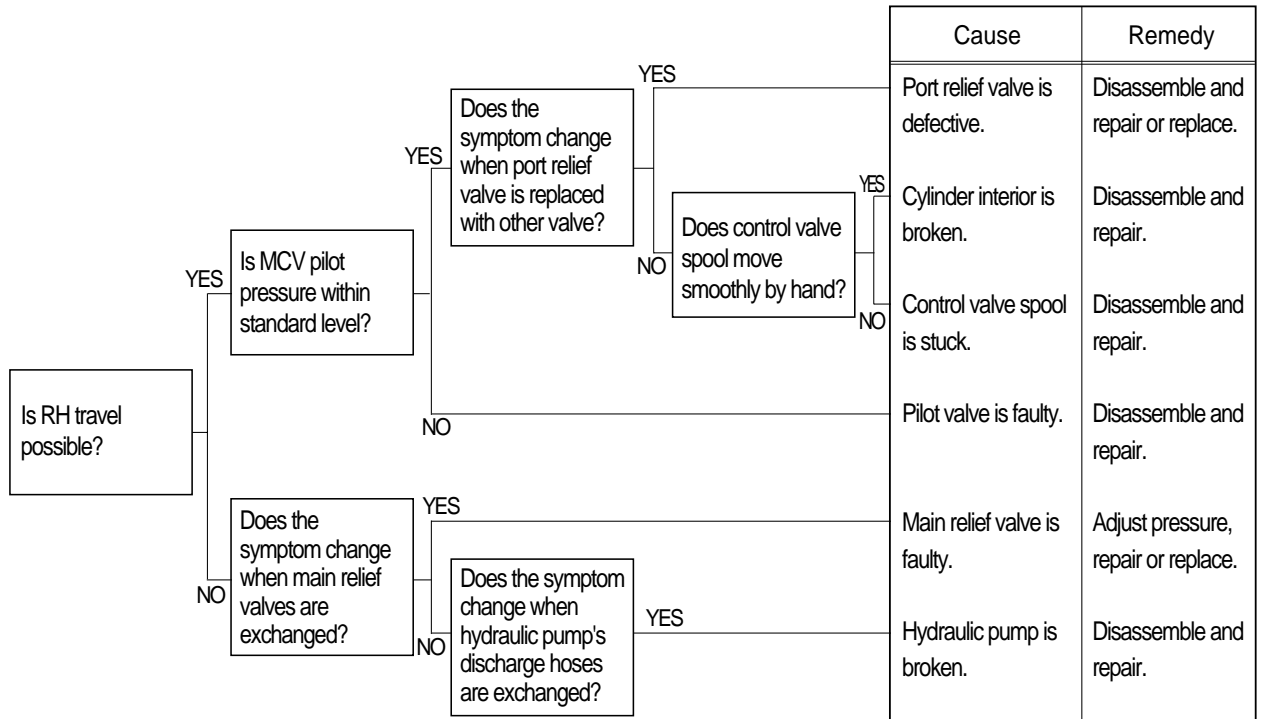 Is RH travel
possible?
YES
Is MCV pilot
pressure within
standard level?
YES
Does the
symptom change
when port relief
valve is replaced
with other valve?
YES
NO
Does control valve
spool move
smoothly by hand?
YES
NO
NO
NO
Does the
symptom change
when main relief
valves are
exchanged?
YES
NO
Does the symptom
change when
hydraulic pump's
discharge hoses
are exchanged?
YES
Cause
Remedy
Port relief valve is
defective.
Disassemble and
repair or replace.
Cylinder interior is
broken.
Disassemble and
repair.
Control valve spool
is stuck.
Disassemble and
repair.
Pilot valve is faulty.
Disassemble and
repair.
Main relief valve is
faulty.
Adjust pressure,
repair or replace.
Hydraulic pump is
broken.
Disassemble and
repair.